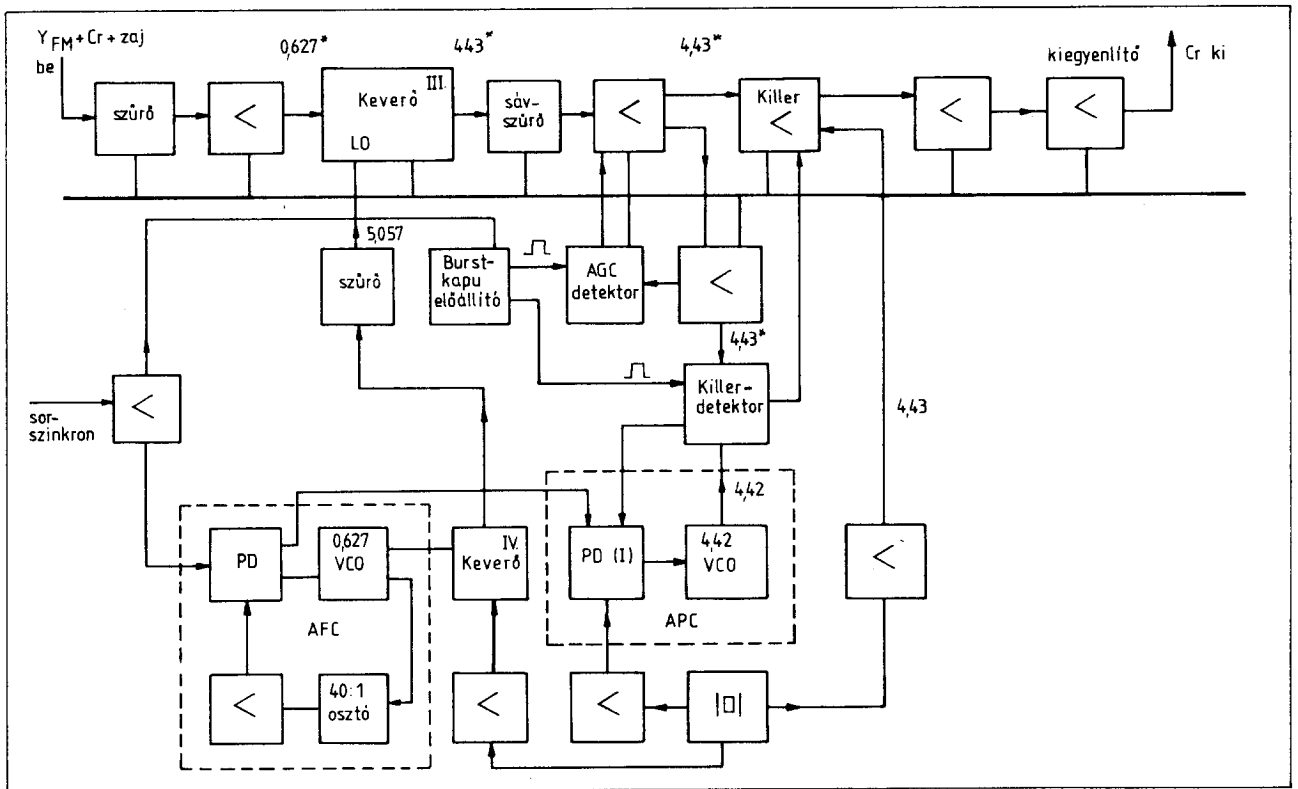 Y FM + Cr + zaj
be
0,627*
443*
4,43*
kiegyenlítő
Cr ki
szűrő
<
Keverő III.
LO
sáv-
szűrő
<
Killer
<
<
<
5,057
szűrő
Burst-
kapu
előállító
AGC
detektor
<
4,43*
<
sor-
szinkron
Killer-
detektor
4,43
4,42
PD
0,627
VCO
IV.
Keverő
PD (I)
4,42
VCO
<
AFC
APC
<
40:1
osztó
<
<